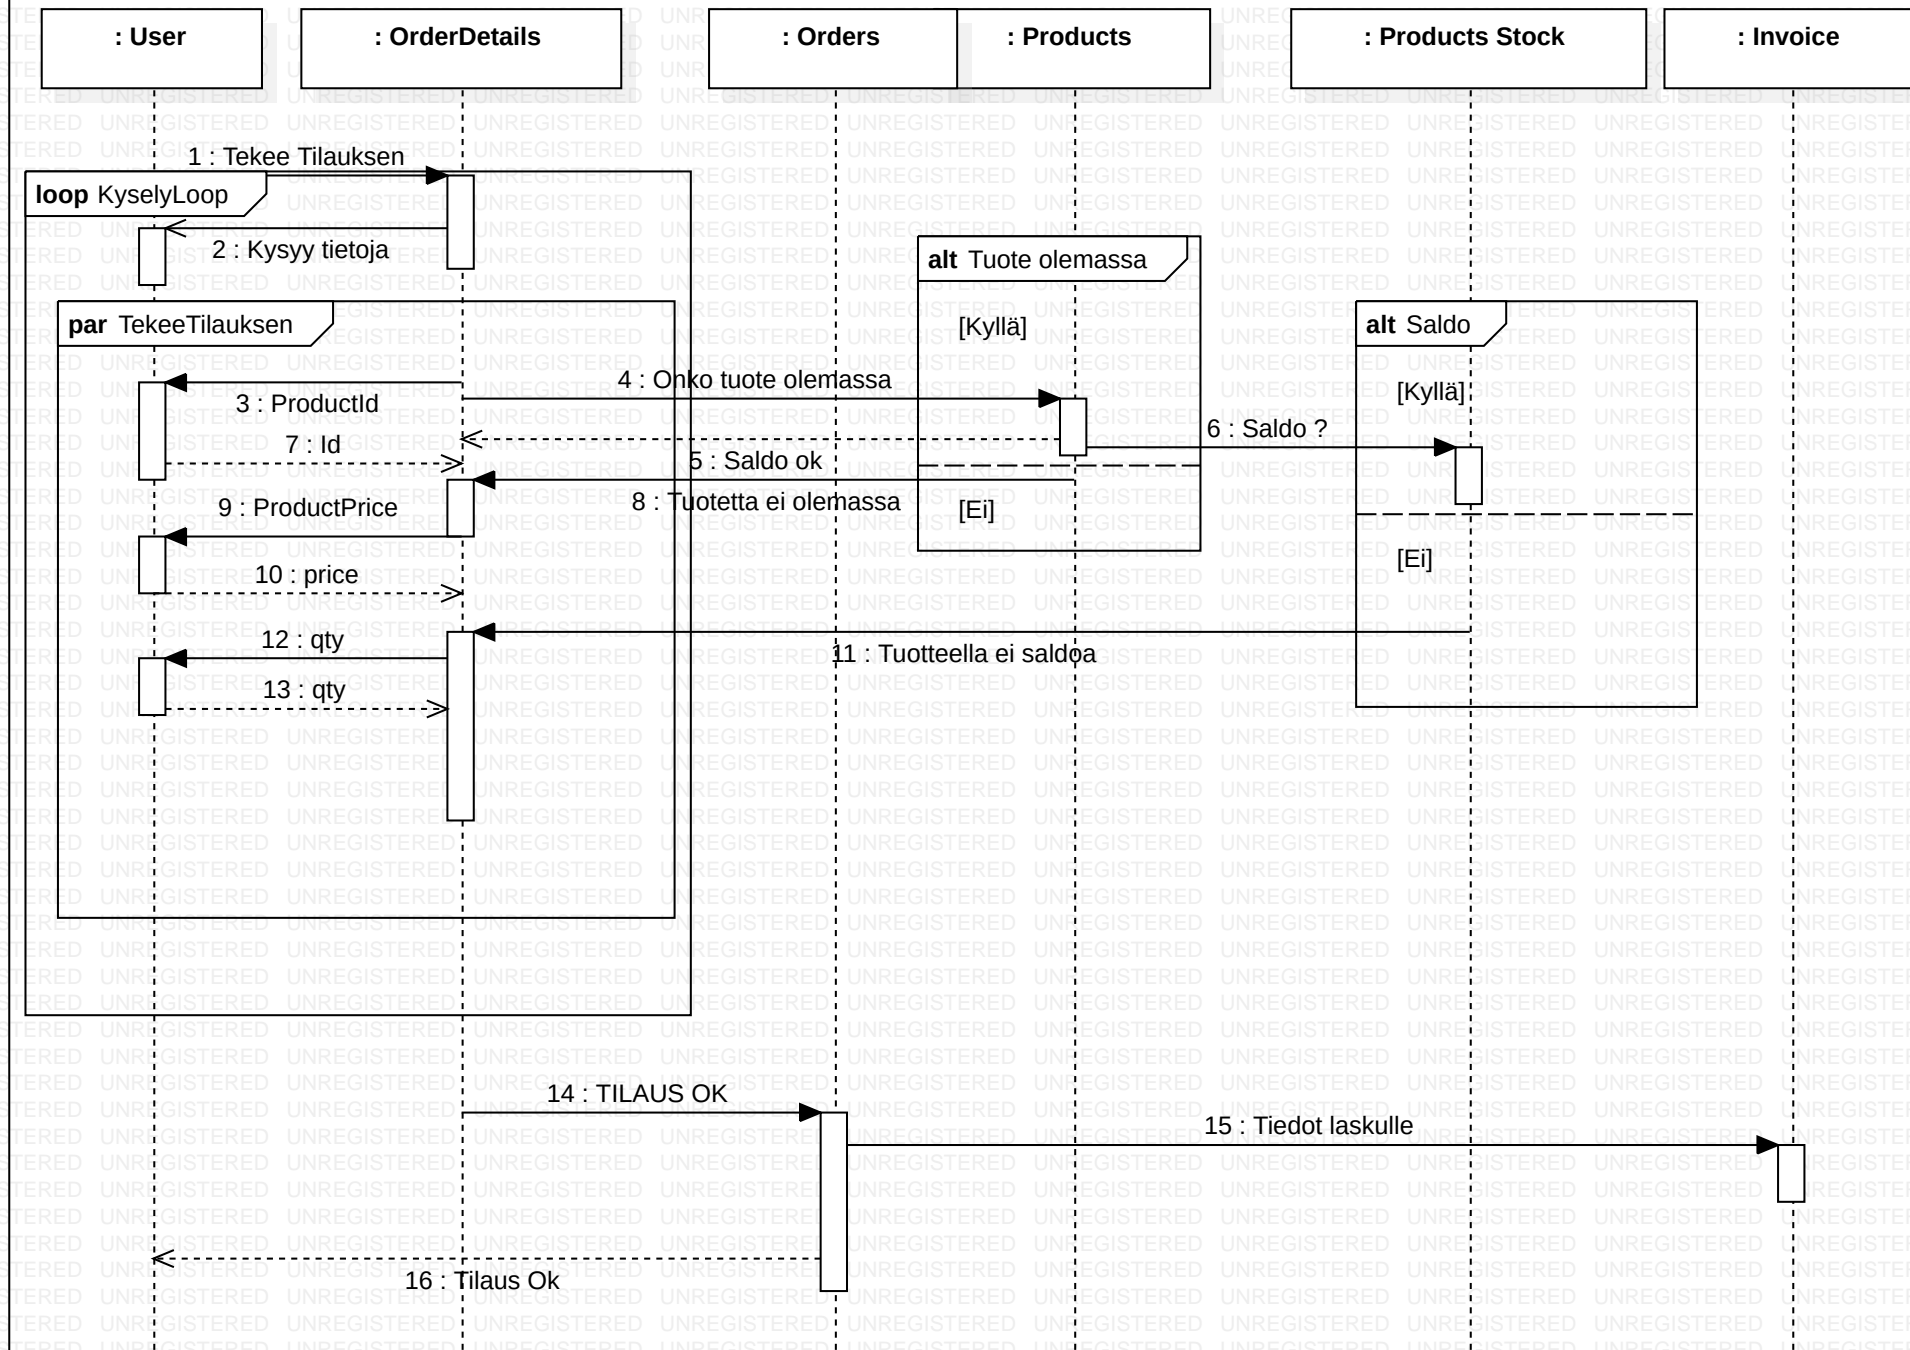 : User
: OrderDetails
: Orders
: Products
: Products Stock
: Invoice
1 : Tekee Tilauksen
loop KyselyLoop
2 : Kysyy tietoja
alt Tuote olemassa
[Kyllä]
par TekeeTilauksen
alt Saldo
[Kyllä]
4 : Onko tuote olemassa
3 : ProductId
6 : Saldo ?
7 : Id
5 : Saldo ok
8 : Tuotetta ei olemassa
[Ei]
9 : ProductPrice
[Ei]
10 : price
12 : qty
11 : Tuotteella ei saldoa
13 : qty
14 : TILAUS OK
15 : Tiedot laskulle
16 : Tilaus Ok
UNREGISTERED